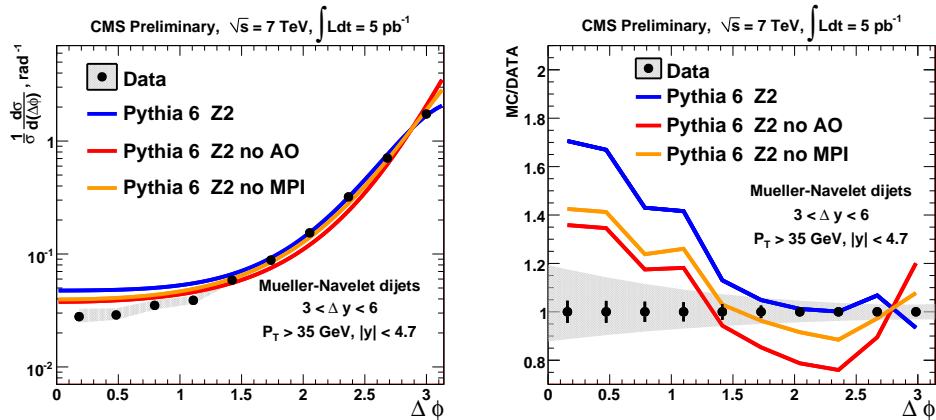 CMS Preliminary, √s = 7 TeV, ∫Ldt = 5 pb⁻¹
1/σ dσ/d(Δϕ), rad⁻¹
Data
Pythia 6 Z2
Pythia 6 Z2 no AO
Pythia 6 Z2 no MPI
Mueller-Navelet dijets
3 < Δ y < 6
P_T > 35 GeV, |y| < 4.7
1
10⁻¹
10⁻²
0 0.5 1 1.5 2 2.5 3
Δ ϕ
CMS Preliminary, √s = 7 TeV, ∫Ldt = 5 pb⁻¹
MC/DATA
Data
Pythia 6 Z2
Pythia 6 Z2 no AO
Pythia 6 Z2 no MPI
Mueller-Navelet dijets
3 < Δ y < 6
P_T > 35 GeV, |y| < 4.7
2
1.8
1.6
1.4
1.2
1
0.8
0 0.5 1 1.5 2 2.5 3
Δ ϕ